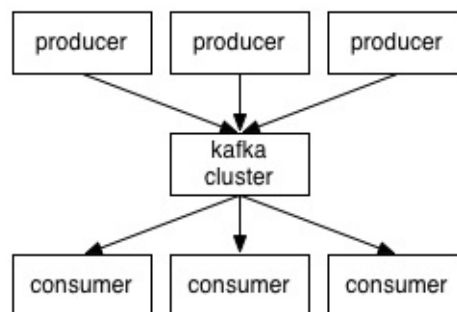 producer
producer
producer
kafka
cluster
consumer
consumer
consumer